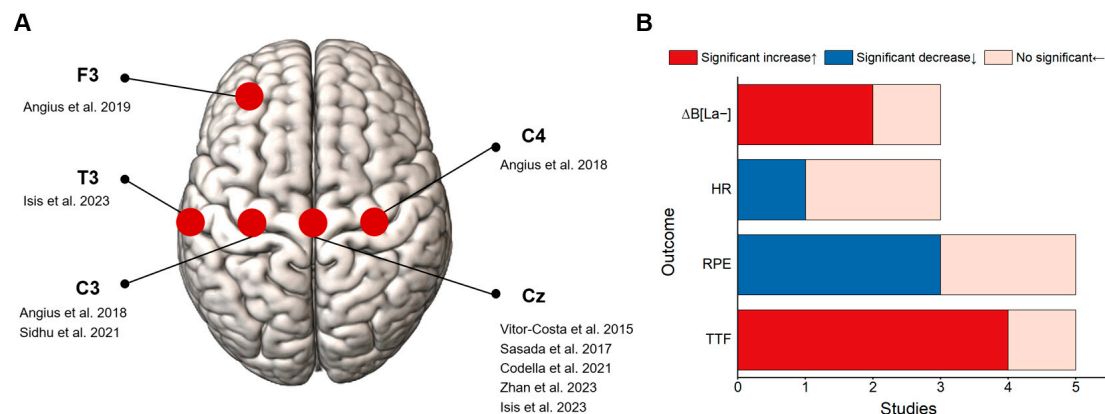 A
F3
Angius et al. 2019
T3
Isis et al. 2023
C3
Angius et al. 2018
Sidhu et al. 2021
C4
Angius et al. 2018
Cz
Vitor-Costa et al. 2015
Sasada et al. 2017
Codella et al. 2021
Zhan et al. 2023
Isis et al. 2023
B
Significant increase↑ Significant decrease↓ No significant←
Outcome
ΔB[La−]
HR
RPE
TTF
0 1 2 3 4 5
Studies